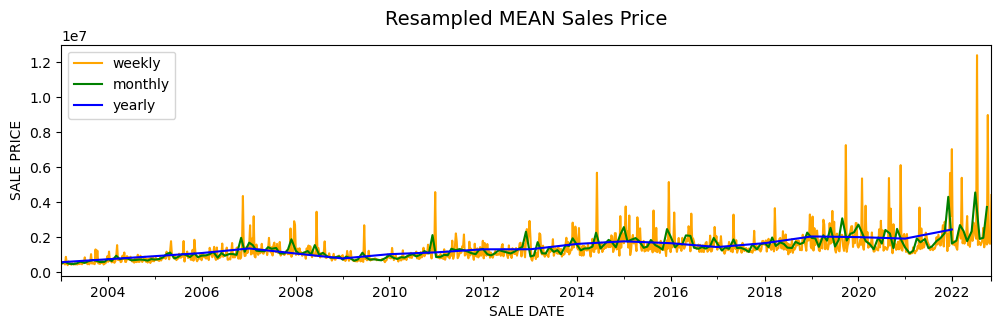 Resampled MEAN Sales Price
1e7
weekly
monthly
yearly
1.2
1.0
0.8
0.6
0.4
0.2
0.0
SALE PRICE
2004 2006 2008 2010 2012 2014 2016 2018 2020 2022
SALE DATE